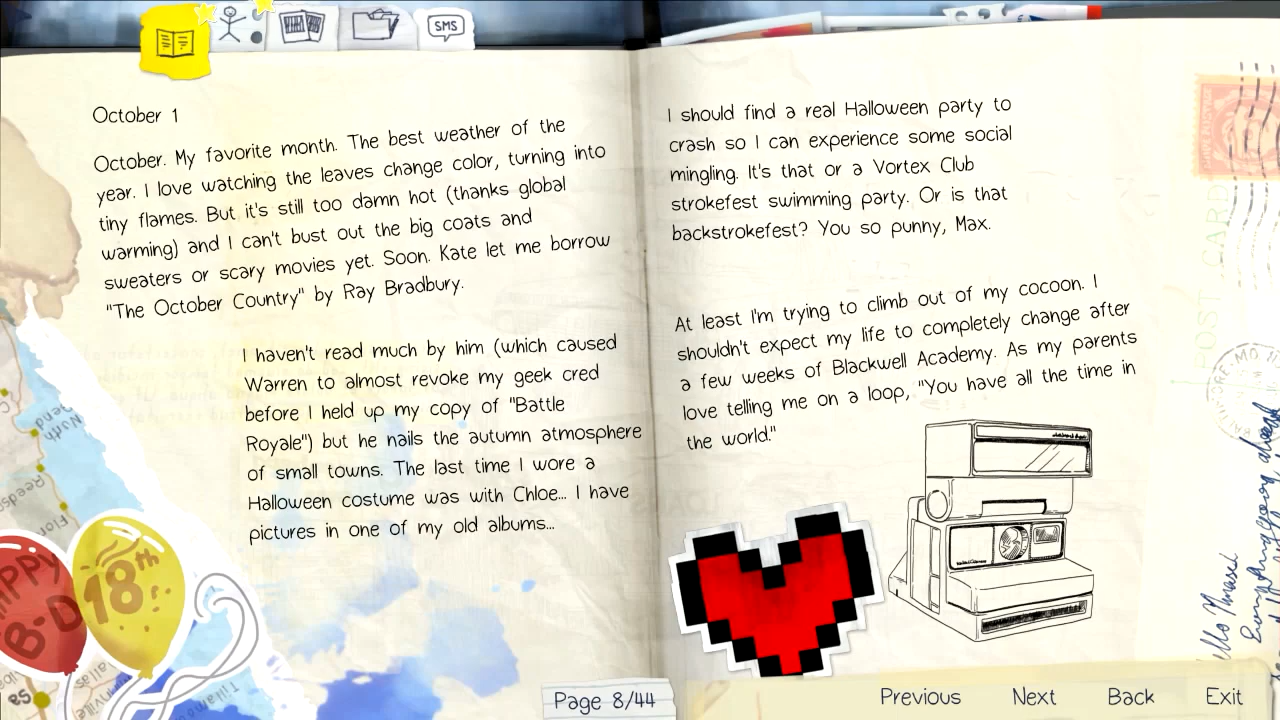 SMS
October 1
October. My favorite month. The best weather of the
year. I love watching the leaves change color, turning into
tiny flames. But it's still too damn hot (thanks global
warming) and I can't bust out the big coats and
sweaters or scary movies yet. Soon. Kate let me borrow
"The October Country" by Ray Bradbury.
I haven't read much by him (which caused
Warren to almost revoke my geek cred
before I held up my copy of "Battle
Royale") but he nails the autumn atmosphere
of small towns. The last time I wore a
Halloween costume was with Chloe... I have
pictures in one of my old albums...
I should find a real Halloween party to
crash so I can experience some social
mingling. It's that or a Vortex Club
strokefest swimming party. Or is that
backstrokefest? You so punny, Max.
At least I'm trying to climb out of my cocoon. I
shouldn't expect my life to completely change after
a few weeks of Blackwell Academy. As my parents
love telling me on a loop, "You have all the time in
the world."
B-D
18th
North
Bend
POST CARD
Page 8/44
Previous
Next
Back
Exit